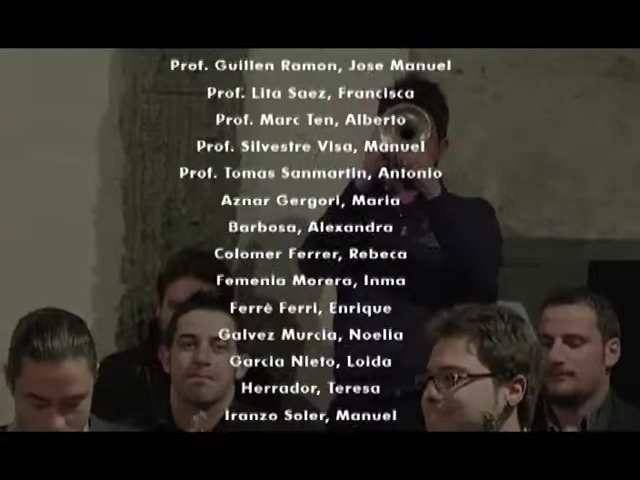 Prof. Guillen Ramon, Jose Manuel
Prof. Lita Saez, Francisca
Prof. Marc Ten, Alberto
Prof. Silvestre Visa, Manuel
Prof. Tomas Sanmartin, Antonio
Aznar Gergori, Maria
Barbosa, Alexandra
Colomer Ferrer, Rebeca
Femenia Morera, Inma
Ferrè Ferri, Enrique
Galvez Murcia, Noelia
Garcia Nieto, Loida
Herrador, Teresa
Iranzo Soler, Manuel